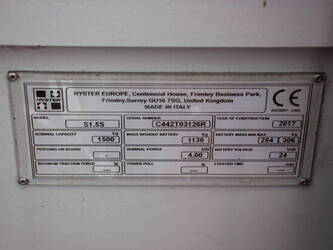 HYSTER
HYSTER EUROPE, Centennial House, Frimley Business Park,
Frimley, Surrey GU16 7SG, United Kingdom
MADE IN ITALY
CE
MODEL S1.5S SERIAL NUMBER C442T03126R YEAR OF CONSTRUCTION 2017
NOMINAL CAPACITY kg 1500 MASS WITHOUT BATTERY kg 1136 BATTERY MASS MIN MAX kg 254 306
PERSONS ON BOARD - NOMINAL POWER kW 4.00 BATTERY VOLTAGE V 24
MAXIMUM TRACTION FORCE N --- POWER PULL N --- EXERTED TIME ---